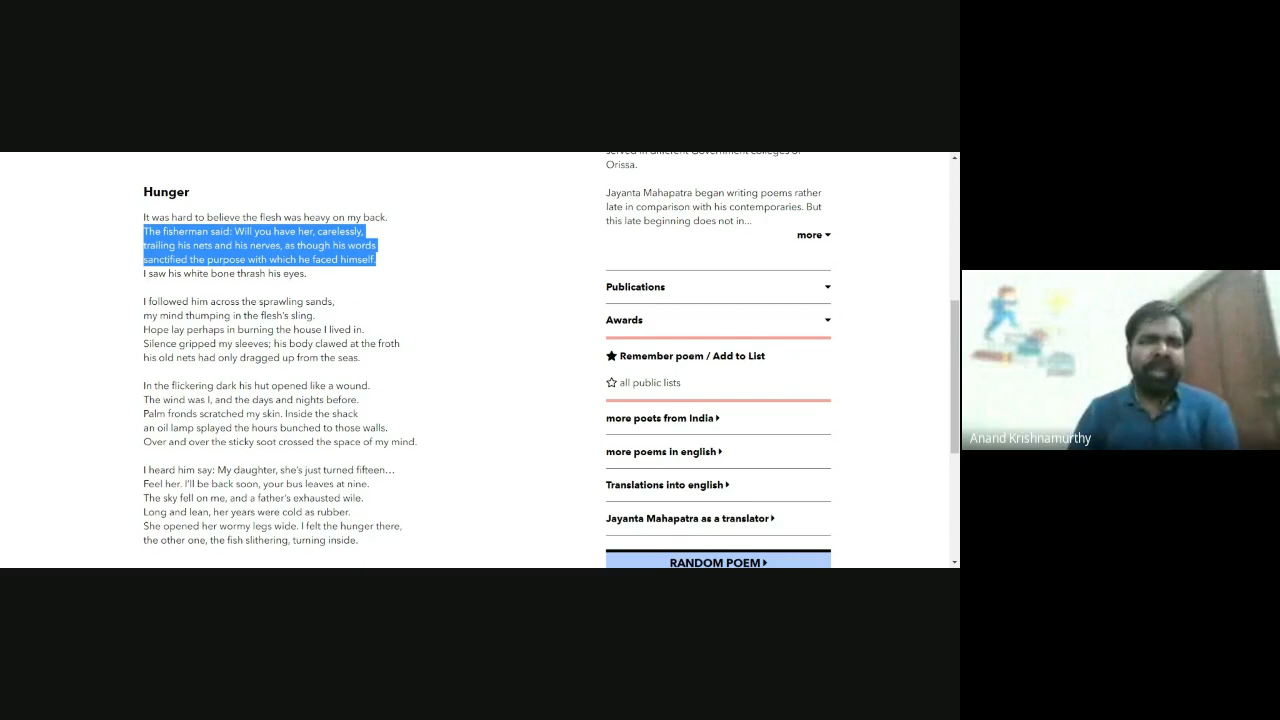 Hunger
It was hard to believe the flesh was heavy on my back.
The fisherman said: Will you have her, carelessly,
trailing his nets and his nerves, as though his words
sanctified the purpose with which he faced himself.
I saw his white bone thrash his eyes.
I followed him across the sprawling sands,
my mind thumping in the flesh's sling.
Hope lay perhaps in burning the house I lived in.
Silence gripped my sleeves; his body clawed at the froth
his old nets had only dragged up from the seas.
In the flickering dark his hut opened like a wound.
The wind was I, and the days and nights before.
Palm fronds scratched my skin. Inside the shack
an oil lamp splayed the hours bunched to those walls.
Over and over the sticky soot crossed the space of my mind.
I heard him say: My daughter, she's just turned fifteen…
Feel her. I'll be back soon, your bus leaves at nine.
The sky fell on me, and a father's exhausted wile.
Long and lean, her years were cold as rubber.
She opened her wormy legs wide. I felt the hunger there,
the other one, the fish slithering, turning inside.
served in different Government colleges of
Orissa.
Jayanta Mahapatra began writing poems rather
late in comparison with his contemporaries. But
this late beginning does not in...
more
Publications
Awards
Remember poem / Add to List
all public lists
more poets from India
more poems in english
Translations into english
Jayanta Mahapatra as a translator
RANDOM POEM
Anand Krishnamurthy